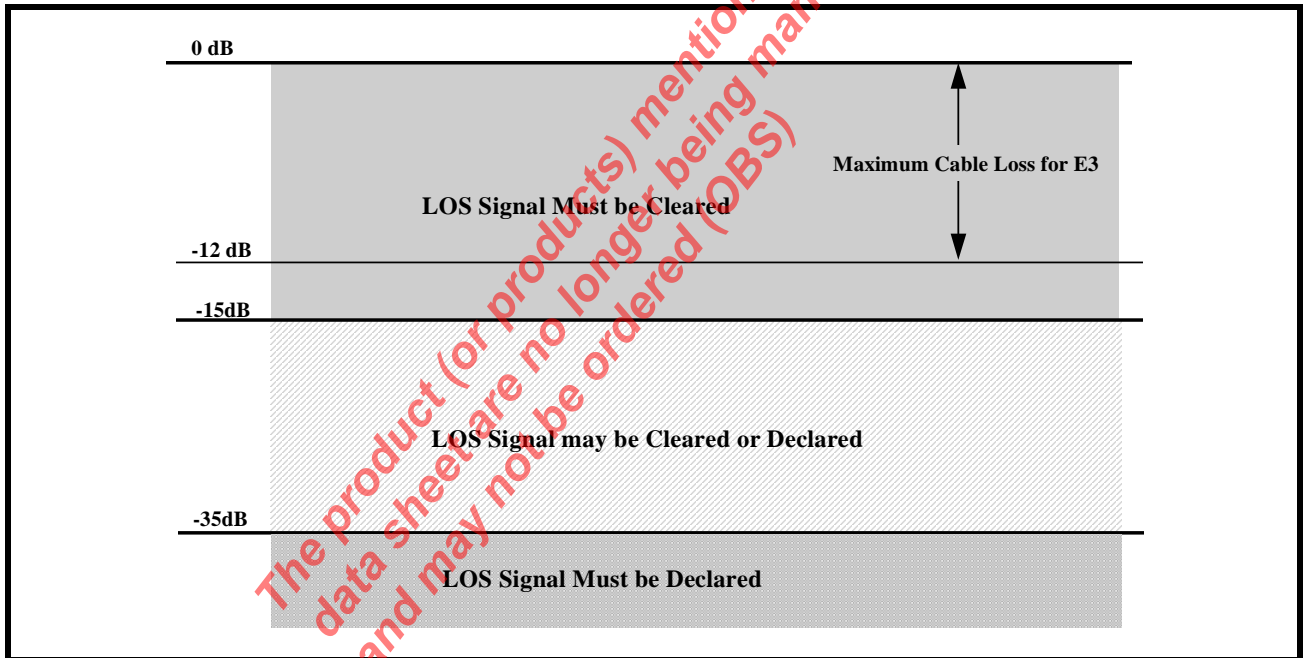 0 dB
Maximum Cable Loss for E3
LOS Signal Must be Cleared
-12 dB
-15dB
LOS Signal may be Cleared or Declared
-35dB
LOS Signal Must be Declared
The product (or products) mention
data sheet are no longer being man
and may not be ordered (OBS)